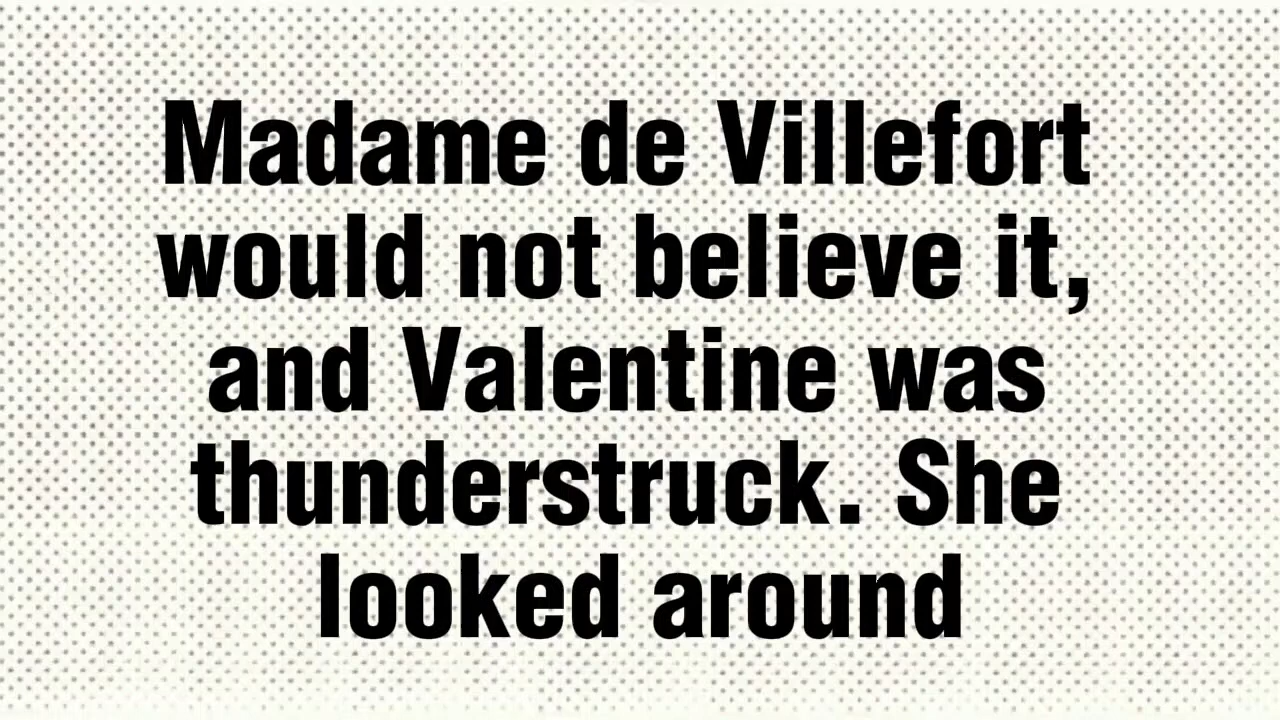 Madame de Villefort
would not believe it,
and Valentine was
thunderstruck. She
looked around